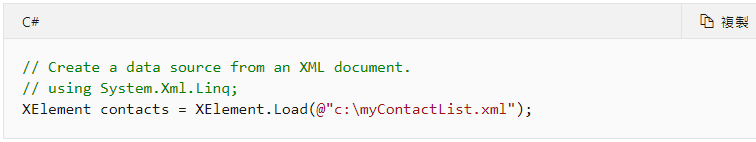 C#
複製
// Create a data source from an XML document.
// using System.Xml.Linq;
XElement contacts = XElement.Load(@"c:\myContactList.xml");